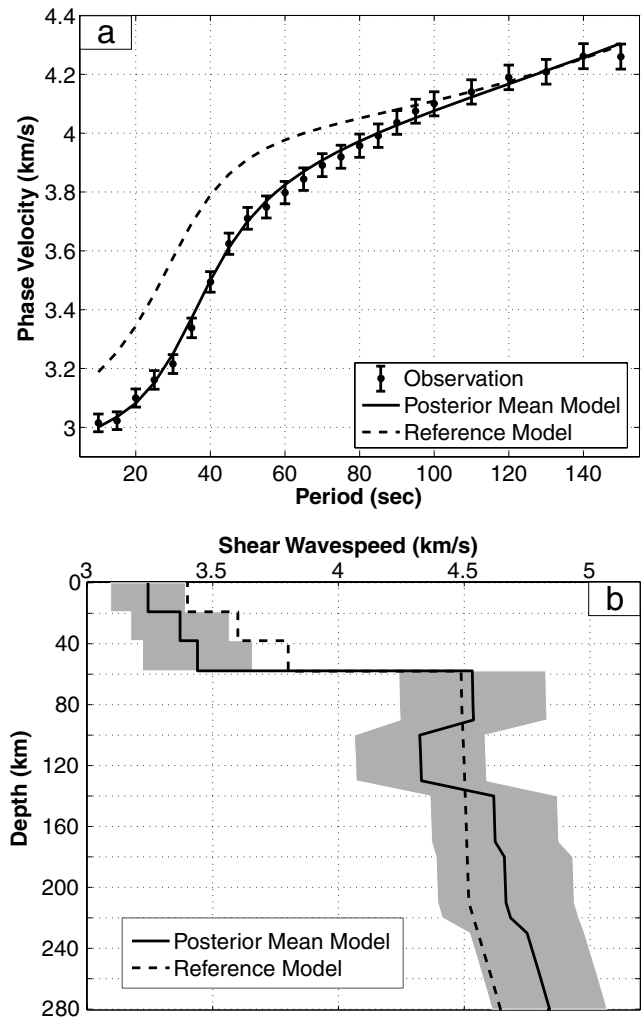 a
4.4
4.2
4
3.8
3.6
3.4
3.2
3
Phase Velocity (km/s)
Observation
Posterior Mean Model
Reference Model
20 40 60 80 100 120 140
Period (sec)
Shear Wavespeed (km/s)
3 3.5 4 4.5 5
b
0
40
80
120
160
200
240
280
Depth (km)
Posterior Mean Model
Reference Model